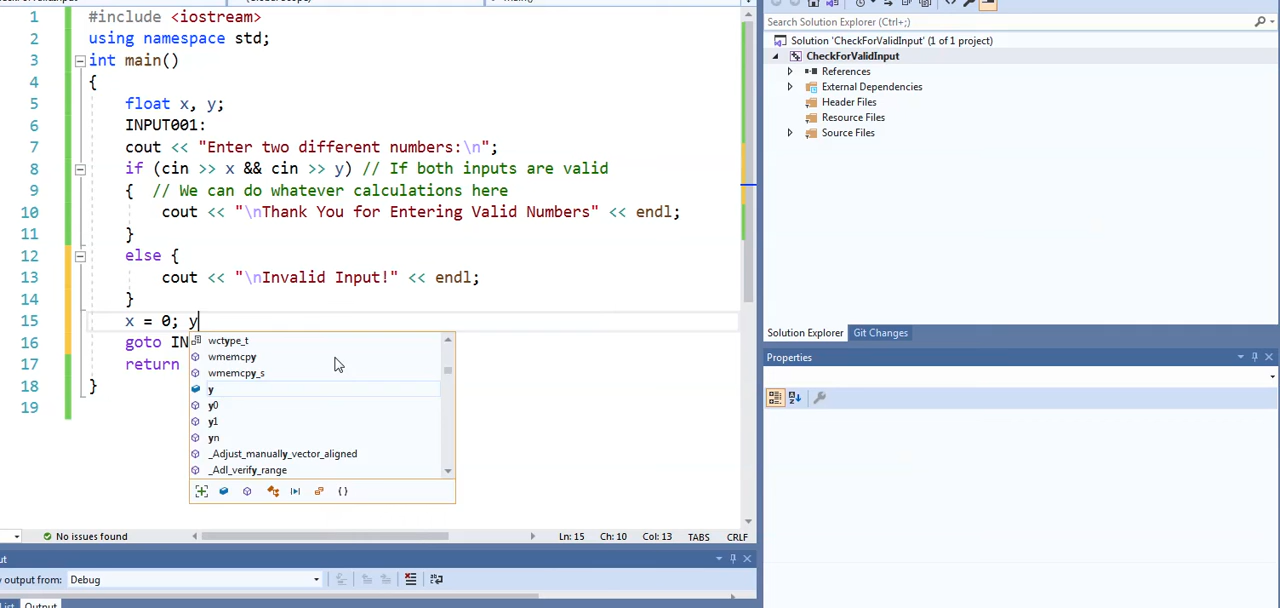 1 #include <iostream>
2 using namespace std;
3 int main()
4 {
5 float x, y;
6 INPUT001:
7 cout << "Enter two different numbers:\n";
8 if (cin >> x && cin >> y) // If both inputs are valid
9 { // We can do whatever calculations here
10 cout << "\nThank You for Entering Valid Numbers" << endl;
11 }
12 else {
13 cout << "\nInvalid Input!" << endl;
14 }
15 x = 0; y
16 goto IN
17 return
18 }
19
wctype_t
wmemcpy
wmemcpy_s
y
y0
y1
yn
_Adjust_manually_vector_aligned
_Adl_verify_range
No issues found
Ln: 15 Ch: 10 Col: 13 TABS CRLF
output from: Debug
Output
Search Solution Explorer (Ctrl+;)
Solution 'CheckForValidInput' (1 of 1 project)
CheckForValidInput
References
External Dependencies
Header Files
Resource Files
Source Files
Solution Explorer Git Changes
Properties